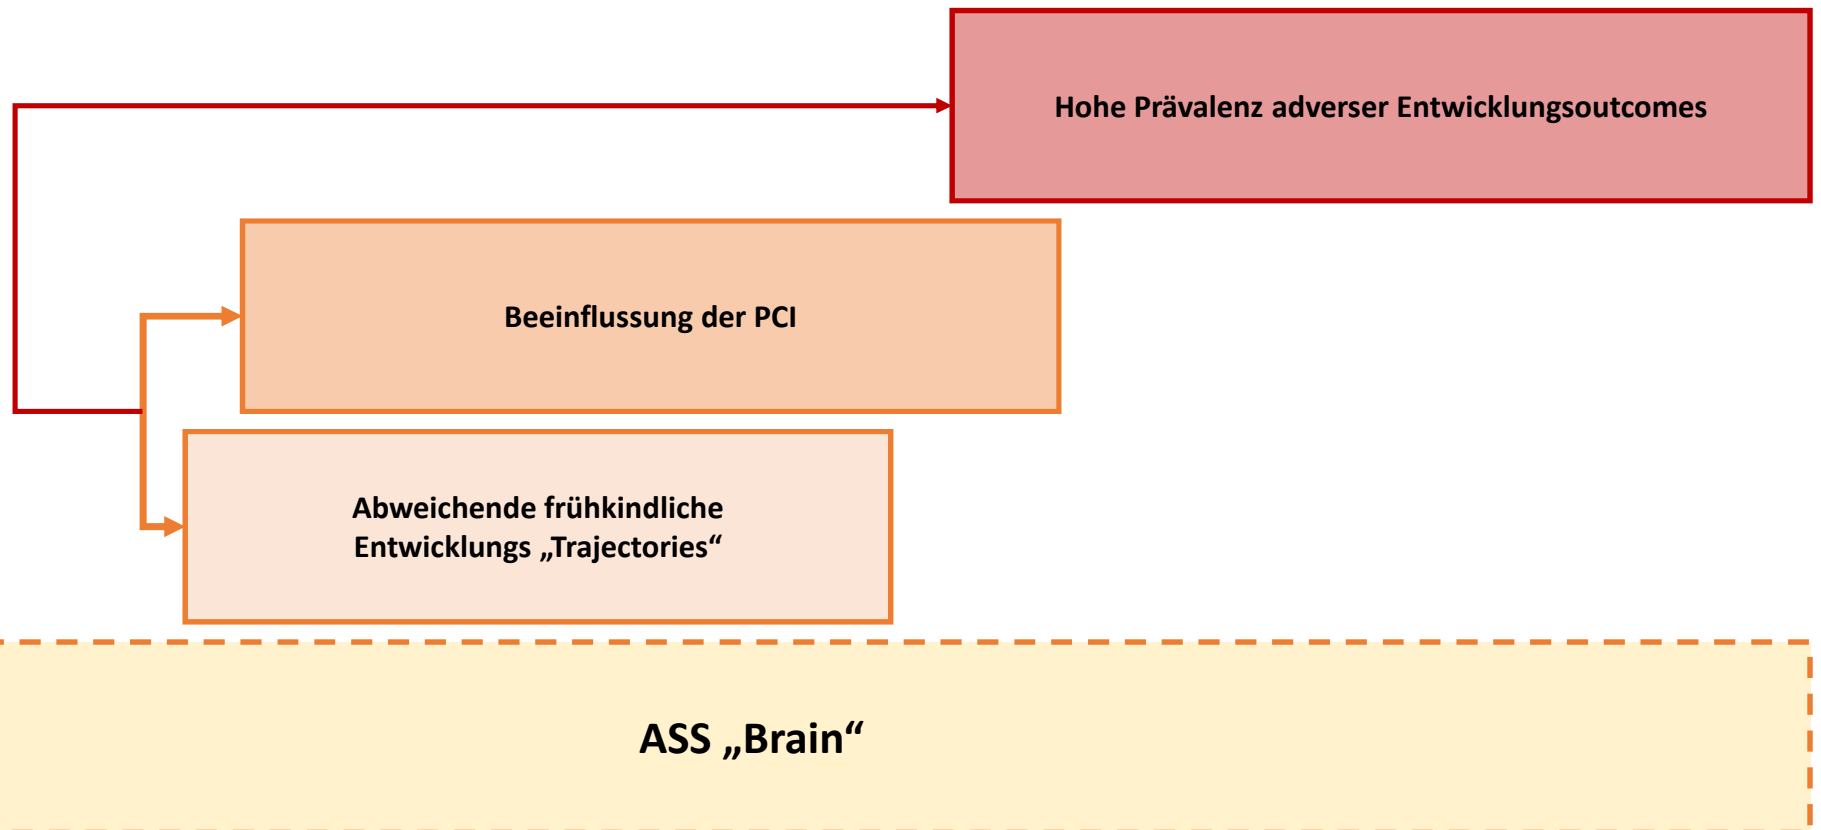 Hohe Prävalenz adverser Entwicklungsoutcomes
Beeinflussung der PCI
Abweichende frühkindliche
Entwicklungs „Trajectories“
ASS „Brain“